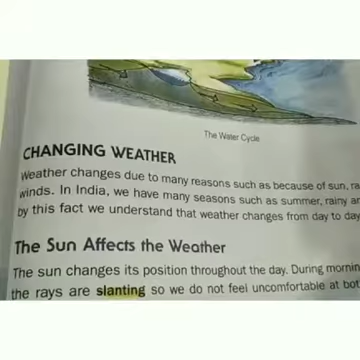 The Water Cycle
CHANGING WEATHER
Weather changes due to many reasons such as because of sun, ra
winds. In India, we have many seasons such as summer, rainy ar
by this fact we understand that weather changes from day to day
The Sun Affects the Weather
The sun changes its position throughout the day. During mornin
the rays are slanting so we do not feel uncomfortable at bot